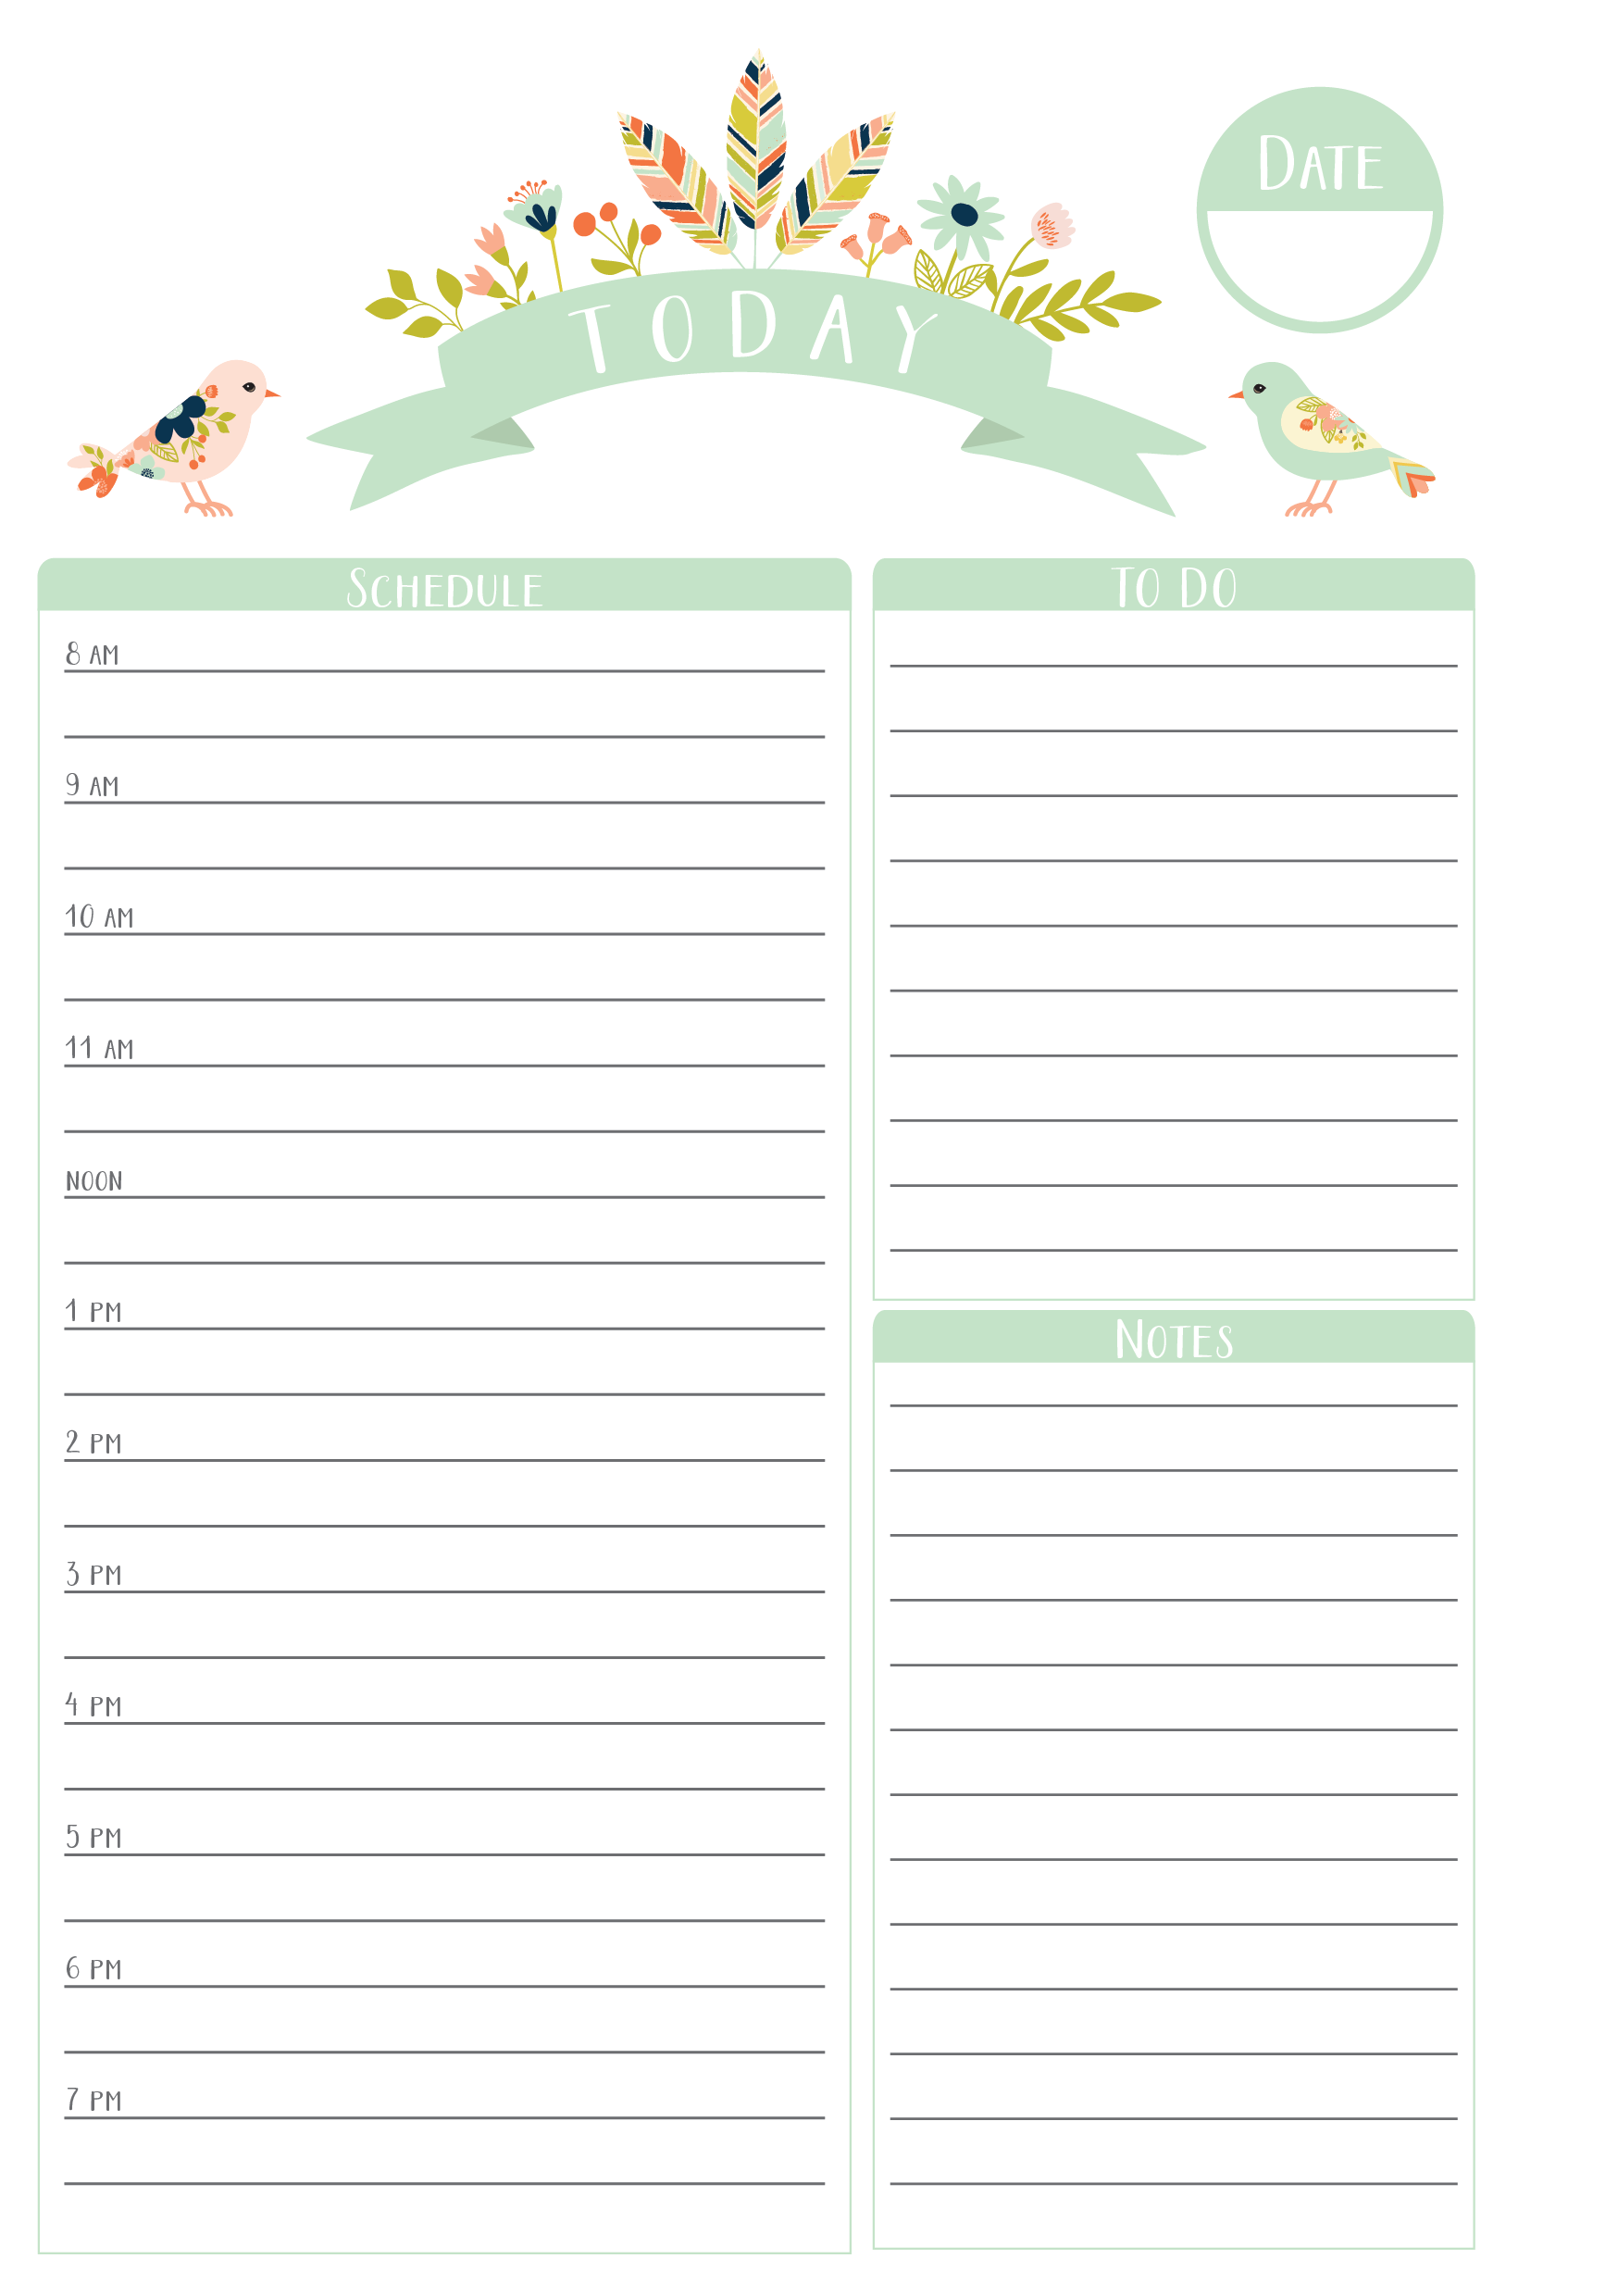 DATE
TODAY
SCHEDULE
8 AM
9 AM
10 AM
11 AM
NOON
1 PM
2 PM
3 PM
4 PM
5 PM
6 PM
7 PM
TO DO
NOTES